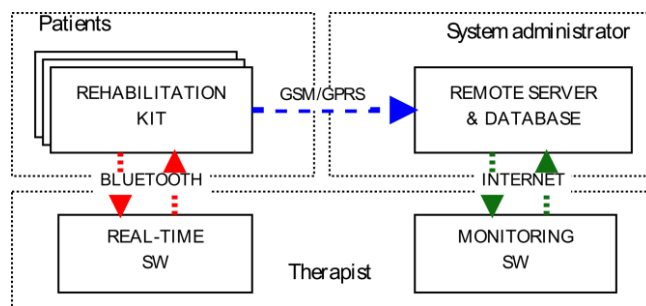 Patients
System administrator
REHABILITATION
KIT
GSM/GPRS
REMOTE SERVER
& DATABASE
BLUETOOTH
INTERNET
REAL-TIME
SW
MONITORING
SW
Therapist